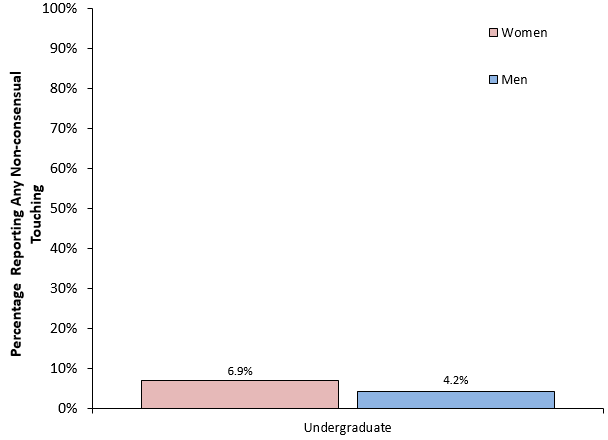 100%
90%
80%
70%
60%
50%
40%
30%
20%
10%
0%
Percentage Reporting Any Non-consensual
Touching
Women
Men
6.9%
4.2%
Undergraduate